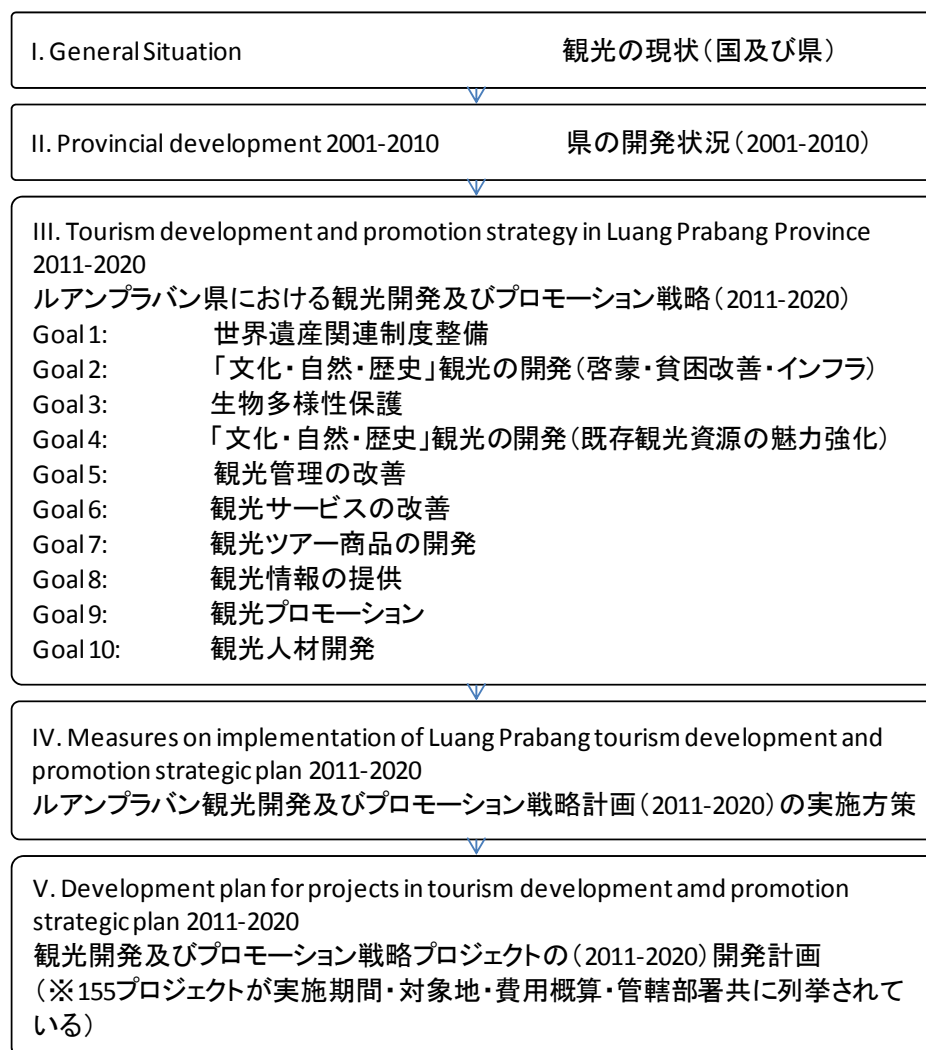 I. General Situation 観光の現状（国及び県）
II. Provincial development 2001-2010 県の開発状況（2001-2010）
III. Tourism development and promotion strategy in Luang Prabang Province
2011-2020
ルアンプラバン県における観光開発及びプロモーション戦略（2011-2020）
Goal 1: 世界遺産関連制度整備
Goal 2: 「文化・自然・歴史」観光の開発（啓蒙・貧困改善・インフラ）
Goal 3: 生物多様性保護
Goal 4: 「文化・自然・歴史」観光の開発（既存観光資源の魅力強化）
Goal 5: 観光管理の改善
Goal 6: 観光サービスの改善
Goal 7: 観光ツアー商品の開発
Goal 8: 観光情報の提供
Goal 9: 観光プロモーション
Goal 10: 観光人材開発
IV. Measures on implementation of Luang Prabang tourism development and
promotion strategic plan 2011-2020
ルアンプラバン観光開発及びプロモーション戦略計画（2011-2020）の実施方策
V. Development plan for projects in tourism development amd promotion
strategic plan 2011-2020
観光開発及びプロモーション戦略プロジェクトの（2011-2020）開発計画
（※155プロジェクトが実施期間・対象地・費用概算・管轄部署共に列挙されて
いる）